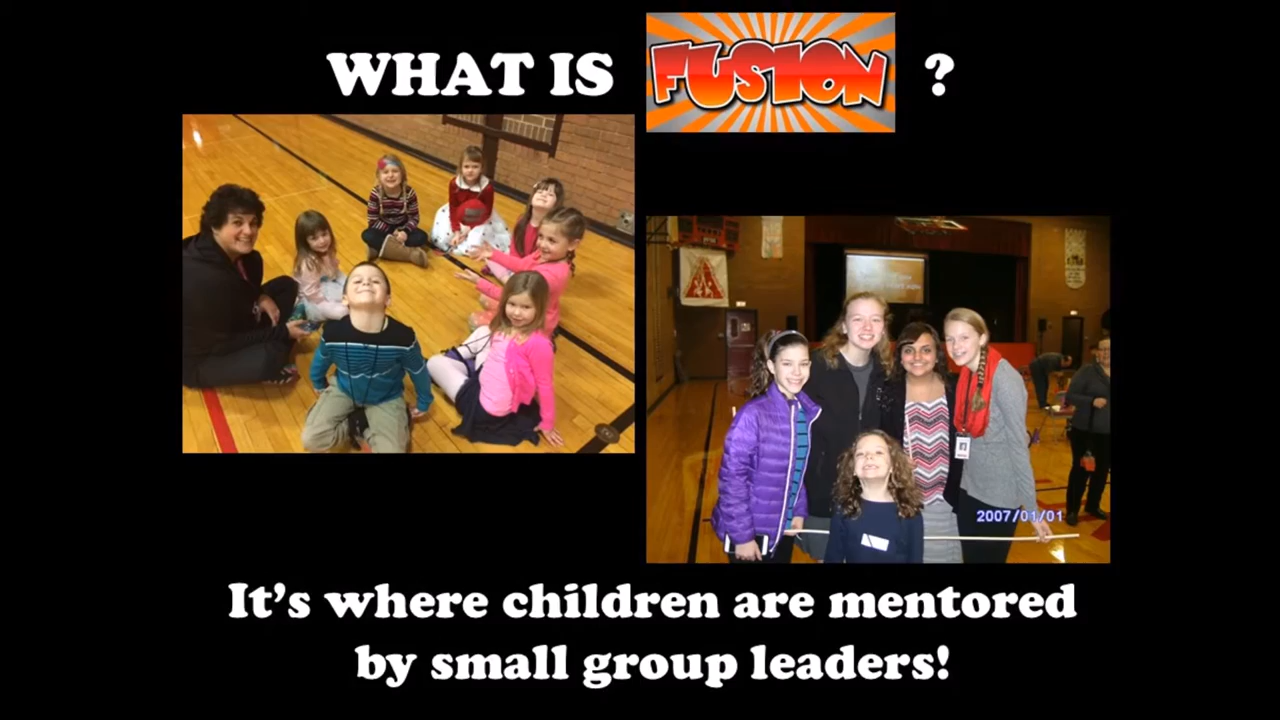 WHAT IS FUSION ?
2007/01/01
It's where children are mentored
by small group leaders!